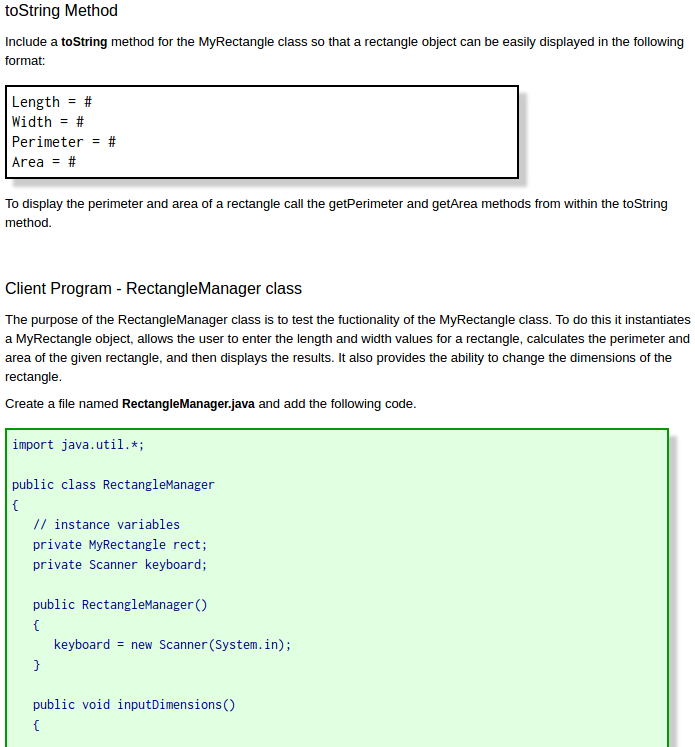 toString Method
Include a toString method for the MyRectangle class so that a rectangle object can be easily displayed in the following
format:
Length = #
Width = #
Perimeter = #
Area = #
To display the perimeter and area of a rectangle call the getPerimeter and getArea methods from within the toString
method.
Client Program - RectangleManager class
The purpose of the RectangleManager class is to test the fuctionality of the MyRectangle class. To do this it instantiates
a MyRectangle object, allows the user to enter the length and width values for a rectangle, calculates the perimeter and
area of the given rectangle, and then displays the results. It also provides the ability to change the dimensions of the
rectangle.
Create a file named RectangleManager.java and add the following code.
import java.util.*;
public class RectangleManager
{
// instance variables
private MyRectangle rect;
private Scanner keyboard;
public RectangleManager()
{
keyboard = new Scanner(System.in);
}
public void inputDimensions()
{